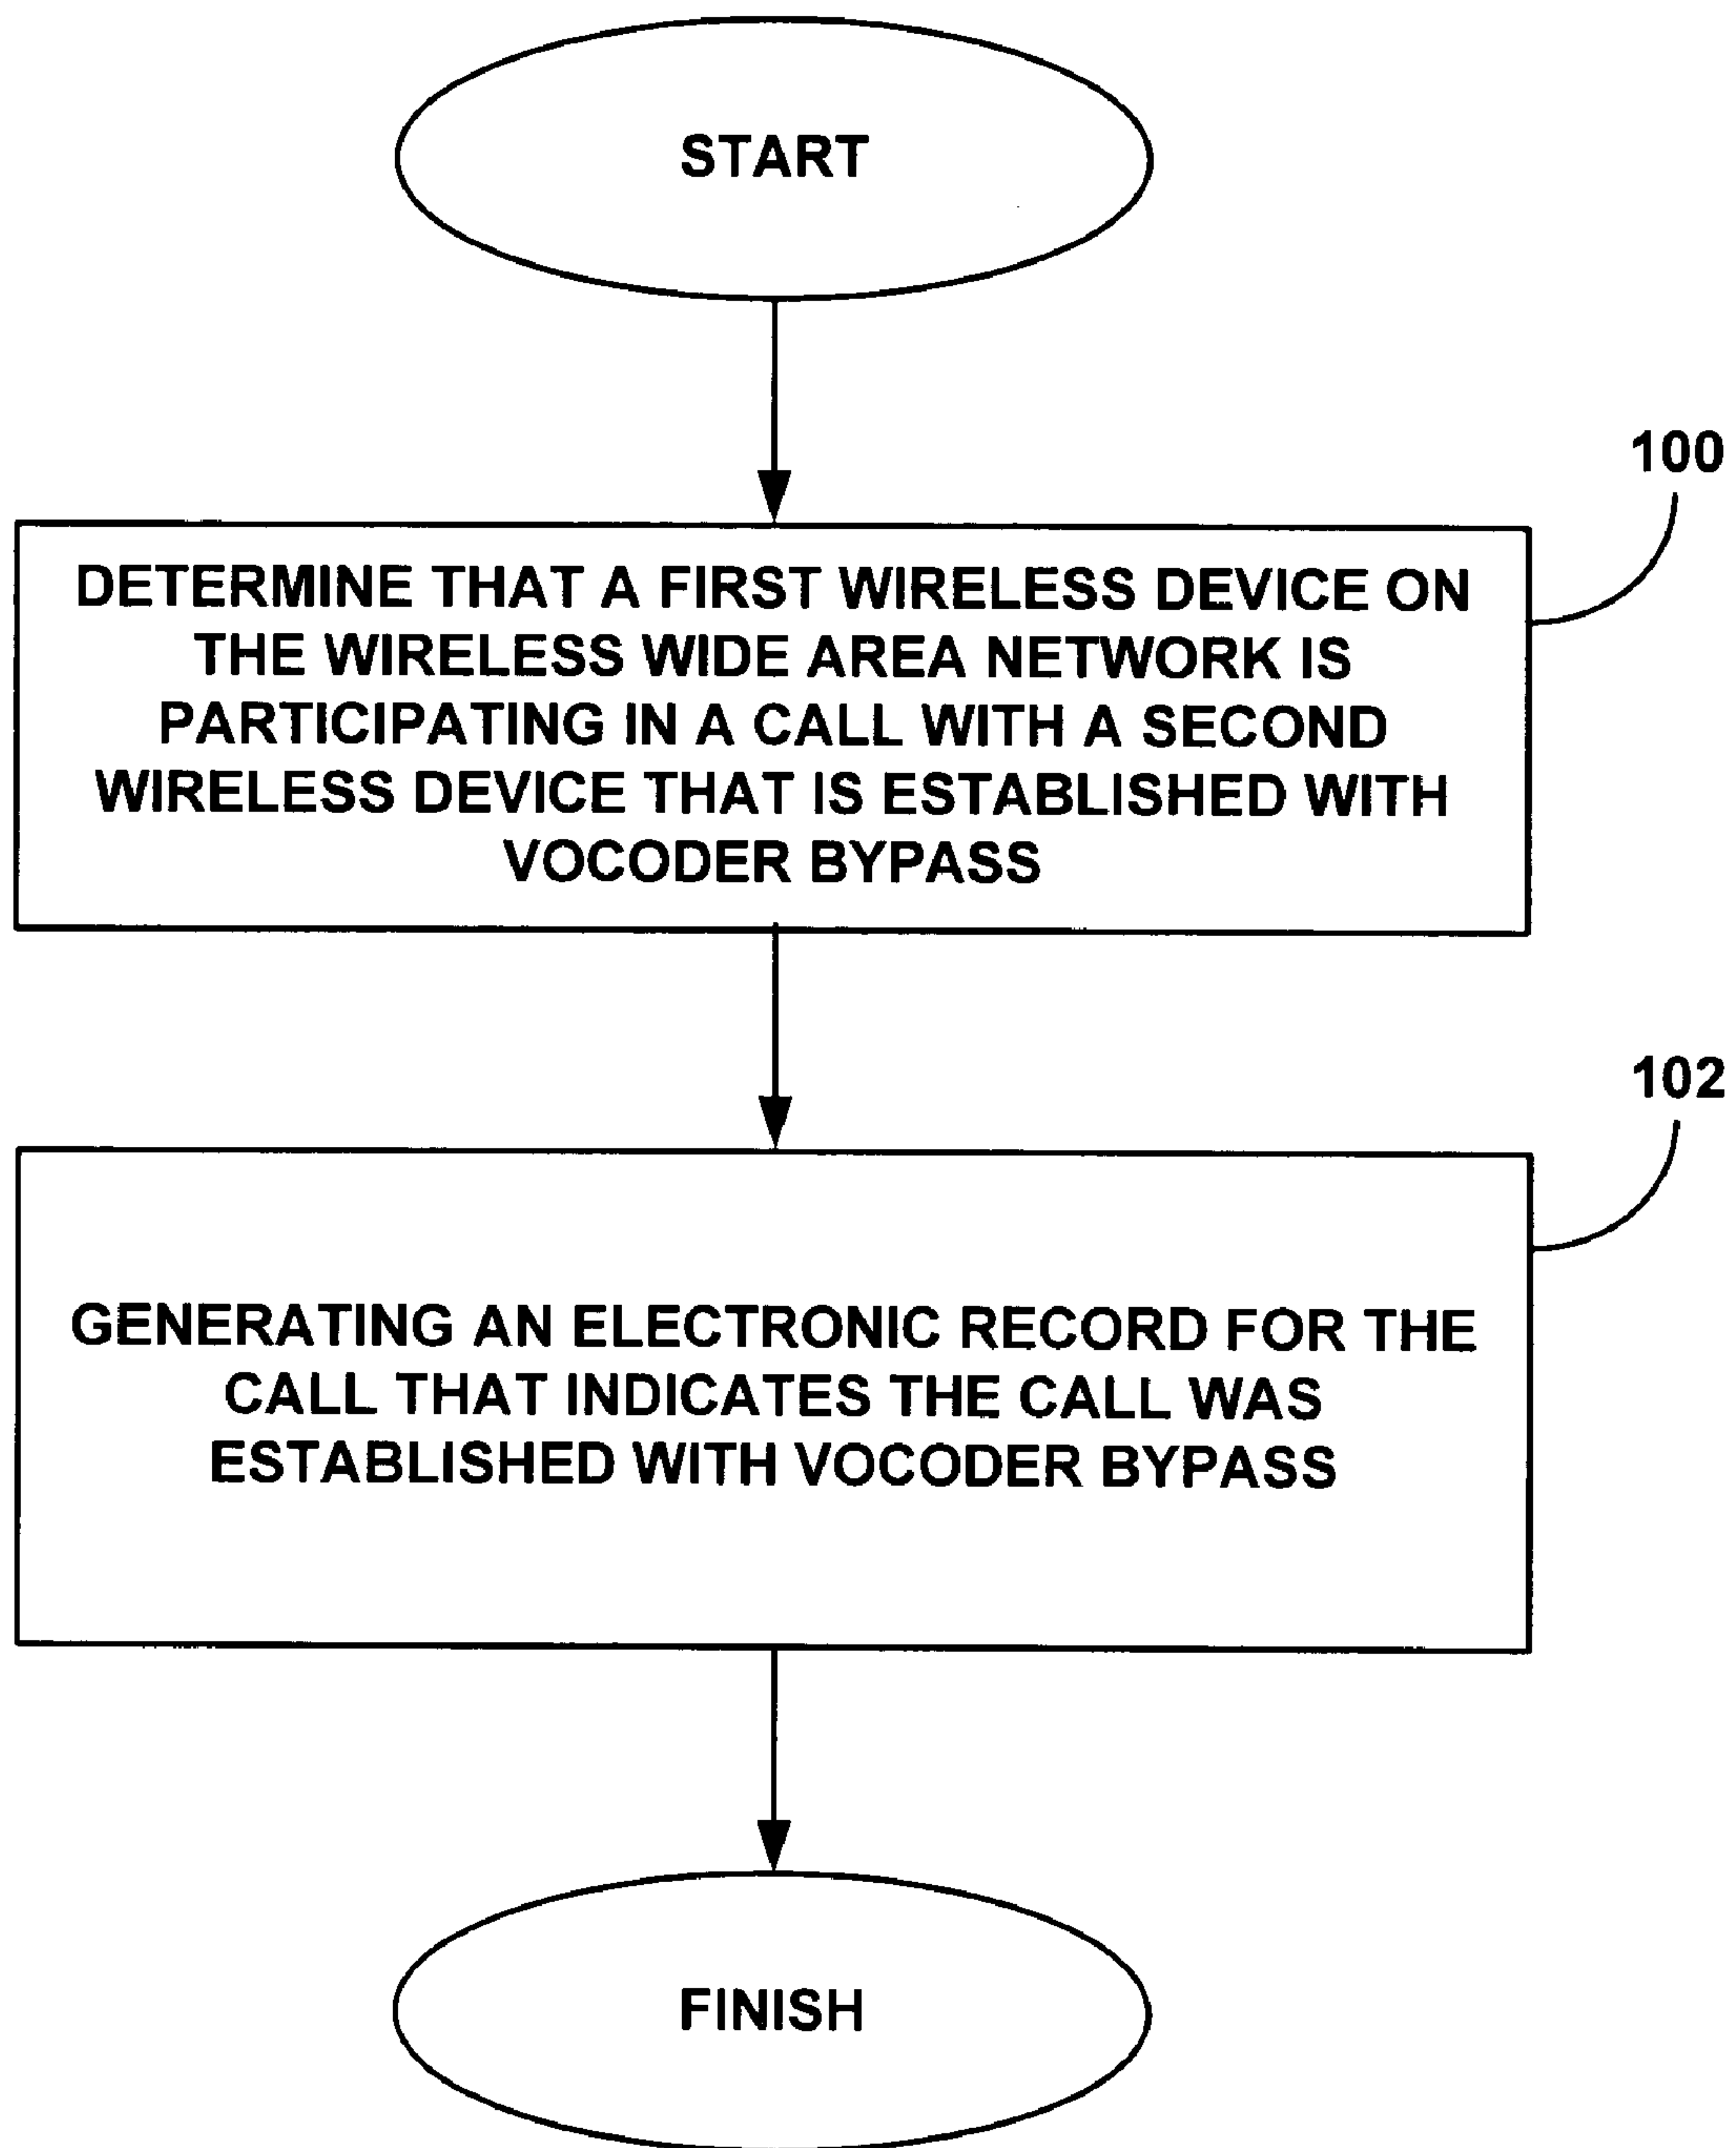 START
100
DETERMINE THAT A FIRST WIRELESS DEVICE ON
THE WIRELESS WIDE AREA NETWORK IS
PARTICIPATING IN A CALL WITH A SECOND
WIRELESS DEVICE THAT IS ESTABLISHED WITH
VOCODER BYPASS
102
GENERATING AN ELECTRONIC RECORD FOR THE
CALL THAT INDICATES THE CALL WAS
ESTABLISHED WITH VOCODER BYPASS
FINISH